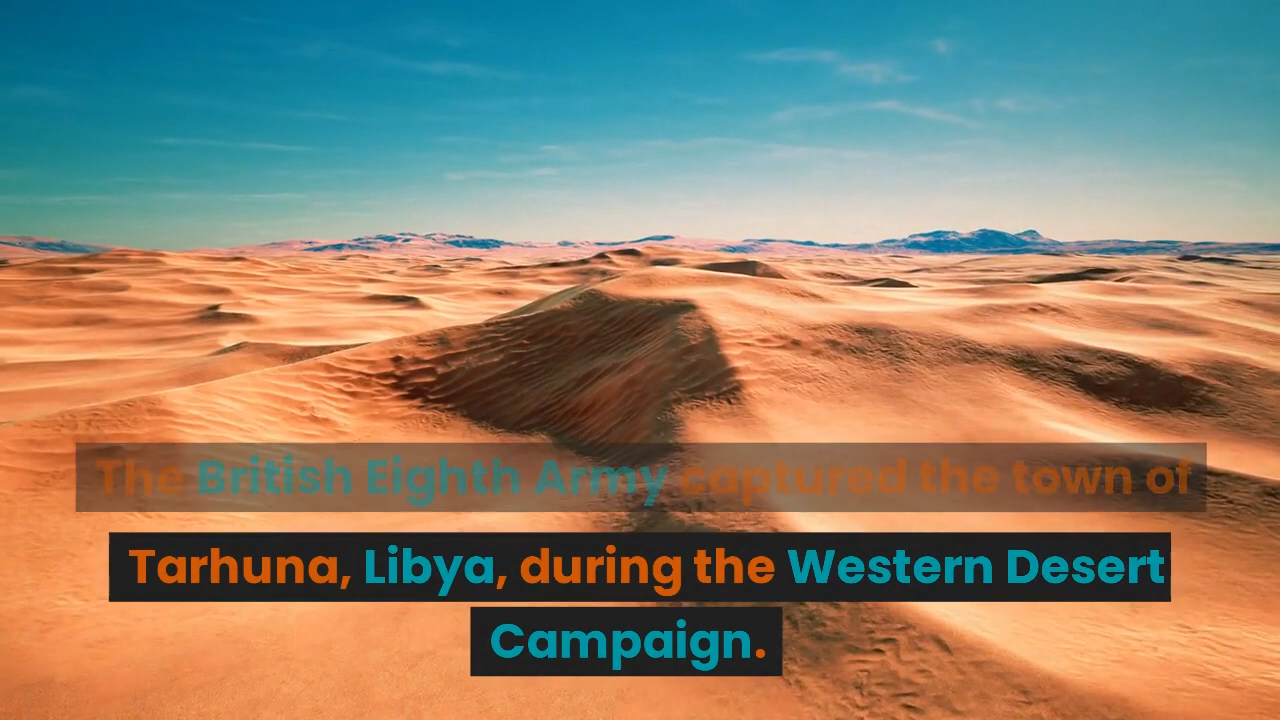 The British Eighth Army captured the town of
Tarhuna, Libya, during the Western Desert
Campaign.